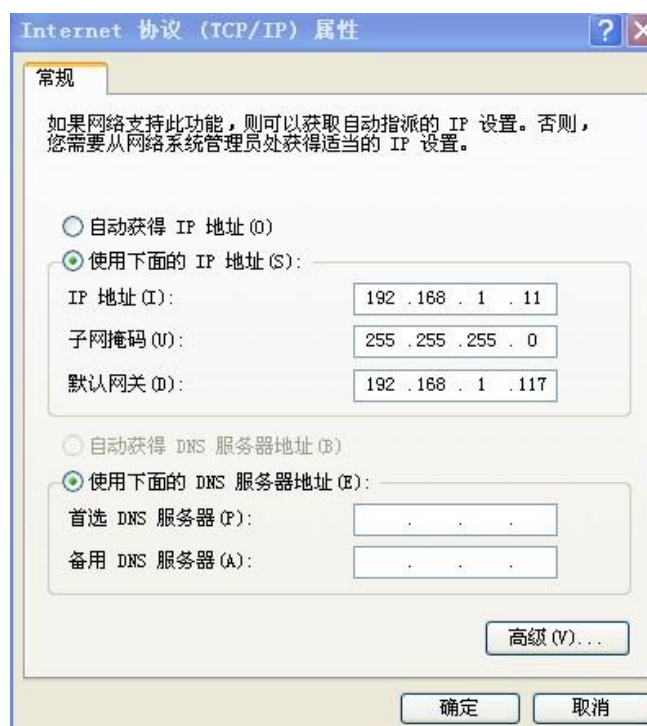 Internet 协议 (TCP/IP) 属性
常规
如果网络支持此功能，则可以获取自动指派的 IP 设置。否则，
您需要从网络系统管理员处获得适当的 IP 设置。
自动获得 IP 地址(O)
使用下面的 IP 地址(S):
IP 地址(I): 192 .168 . 1 . 11
子网掩码(U): 255 .255 .255 . 0
默认网关(D): 192 .168 . 1 .117
自动获得 DNS 服务器地址(B)
使用下面的 DNS 服务器地址(E):
首选 DNS 服务器(P): . . .
备用 DNS 服务器(A): . . .
高级(V)...
确定 取消